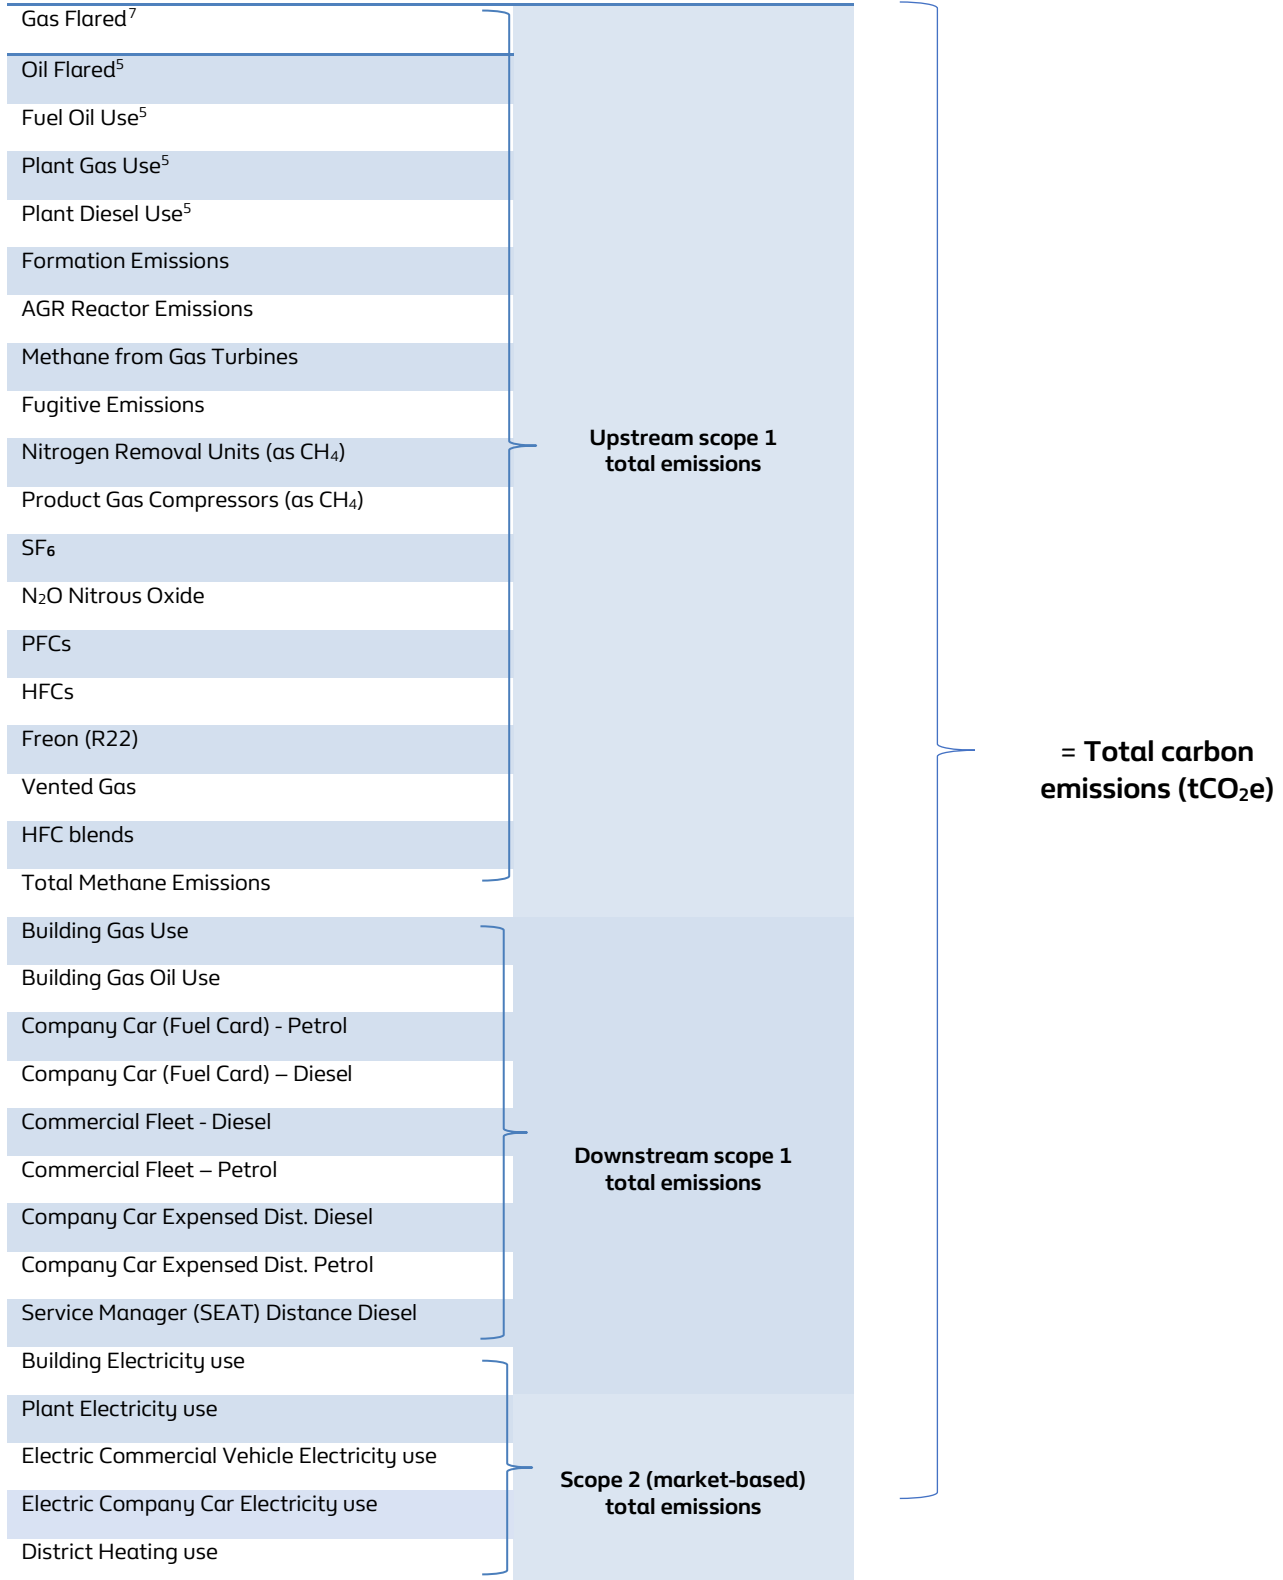 Gas Flared⁷
Oil Flared⁵
Fuel Oil Use⁵
Plant Gas Use⁵
Plant Diesel Use⁵
Formation Emissions
AGR Reactor Emissions
Methane from Gas Turbines
Fugitive Emissions
Nitrogen Removal Units (as CH₄)
Product Gas Compressors (as CH₄)
SF₆
N₂O Nitrous Oxide
PFCs
HFCs
Freon (R22)
Vented Gas
HFC blends
Total Methane Emissions
Upstream scope 1
total emissions
Building Gas Use
Building Gas Oil Use
Company Car (Fuel Card) - Petrol
Company Car (Fuel Card) – Diesel
Commercial Fleet - Diesel
Commercial Fleet – Petrol
Company Car Expensed Dist. Diesel
Company Car Expensed Dist. Petrol
Service Manager (SEAT) Distance Diesel
Downstream scope 1
total emissions
Building Electricity use
Plant Electricity use
Electric Commercial Vehicle Electricity use
Electric Company Car Electricity use
District Heating use
Scope 2 (market-based)
total emissions
= Total carbon
emissions (tCO₂e)